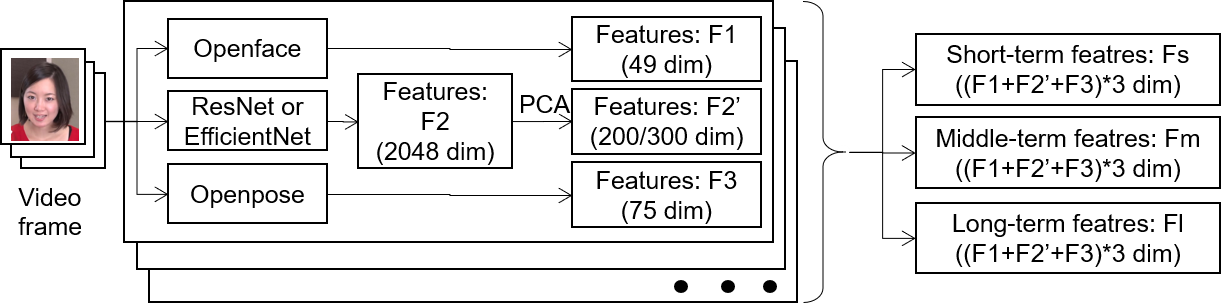 Video
frame
Openface
ResNet or
EfficientNet
Openpose
Features:
F2
(2048 dim)
PCA
Features: F1
(49 dim)
Features: F2’
(200/300 dim)
Features: F3
(75 dim)
Short-term featres: Fs
((F1+F2’+F3)*3 dim)
Middle-term featres: Fm
((F1+F2’+F3)*3 dim)
Long-term featres: Fl
((F1+F2’+F3)*3 dim)